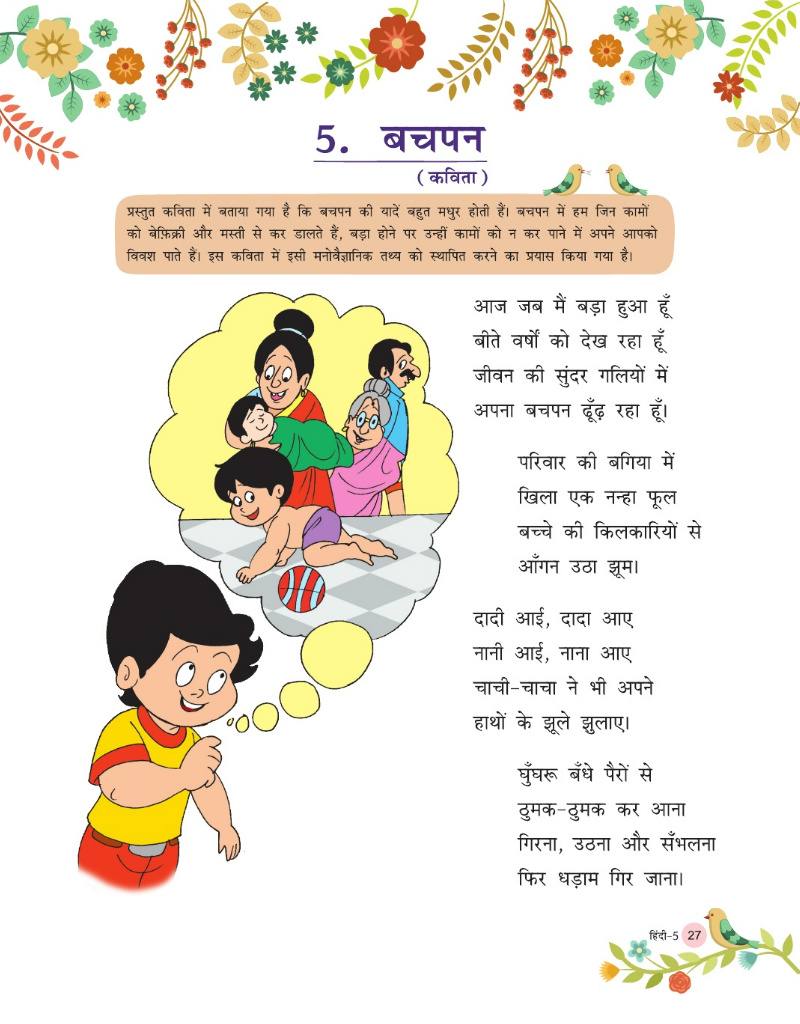 5. बचपन
( कविता )
प्रस्तुत कविता में बताया गया है कि बचपन की यादें बहुत मधुर होती हैं। बचपन में हम जिन कामों
को बेफ़िक्री और मस्ती से कर डालते हैं, बड़ा होने पर उन्हीं कामों को न कर पाने में अपने आपको
विवश पाते हैं। इस कविता में इसी मनोवैज्ञानिक तथ्य को स्थापित करने का प्रयास किया गया है।
आज जब मैं बड़ा हुआ हूँ
बीते वर्षों को देख रहा हूँ
जीवन की सुंदर गलियों में
अपना बचपन ढूँढ़ रहा हूँ।
परिवार की बगिया में
खिला एक नन्हा फूल
बच्चे की किलकारियों से
आँगन उठा झूम।
दादी आई, दादा आए
नानी आई, नाना आए
चाची-चाचा ने भी अपने
हाथों के झूले झुलाए।
घुँघरू बँधे पैरों से
ठुमक-ठुमक कर आना
गिरना, उठना और सँभलना
फिर धड़ाम गिर जाना।
हिंदी-5 27